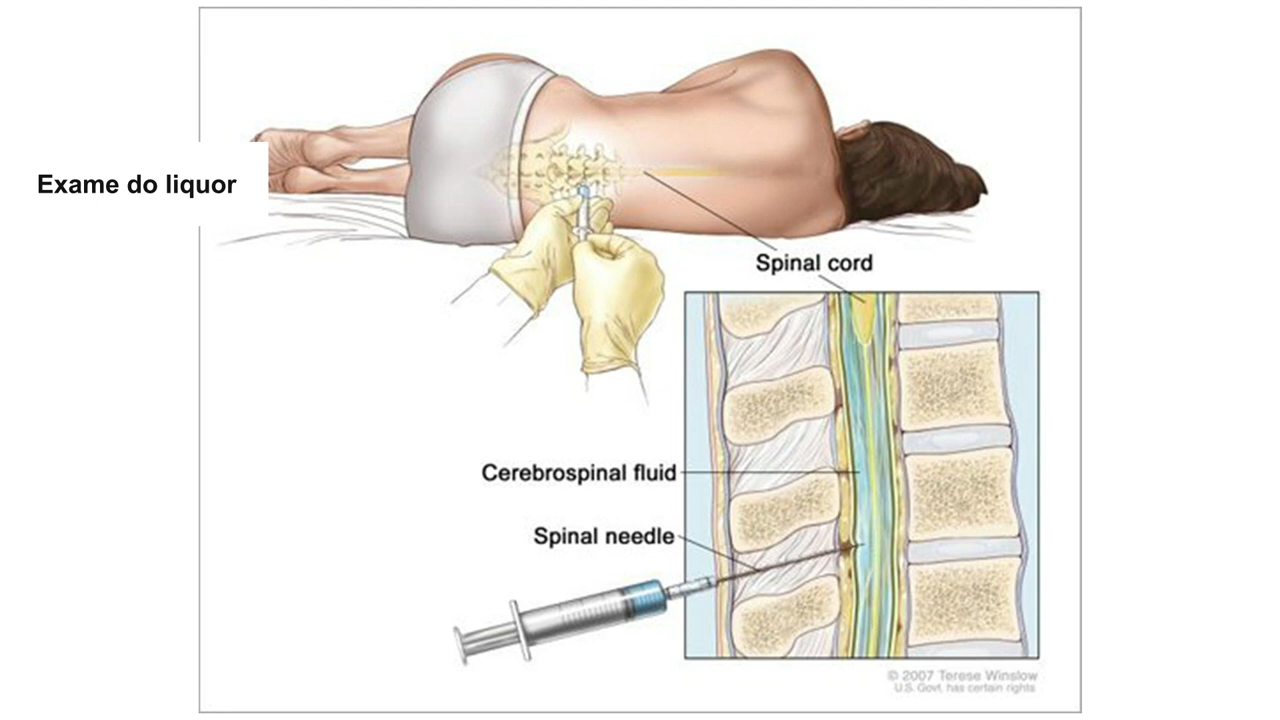 Exame do liquor
Spinal cord
Cerebrospinal fluid
Spinal needle
© 2007 Terese Winslow
U.S. Govt. has certain rights